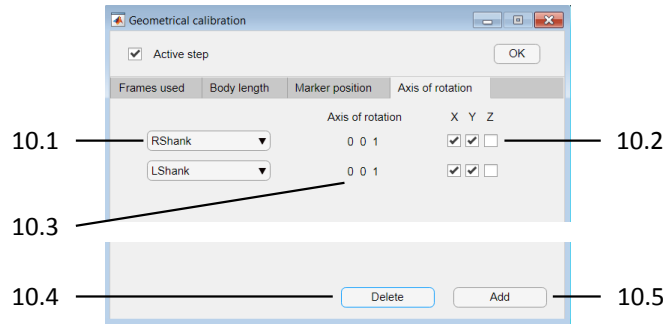 Geometrical calibration
Active step OK
Frames used Body length Marker position Axis of rotation
Axis of rotation X Y Z
10.1 RShank 0 0 1 10.2
LShank 0 0 1
10.3
10.4 Delete Add 10.5